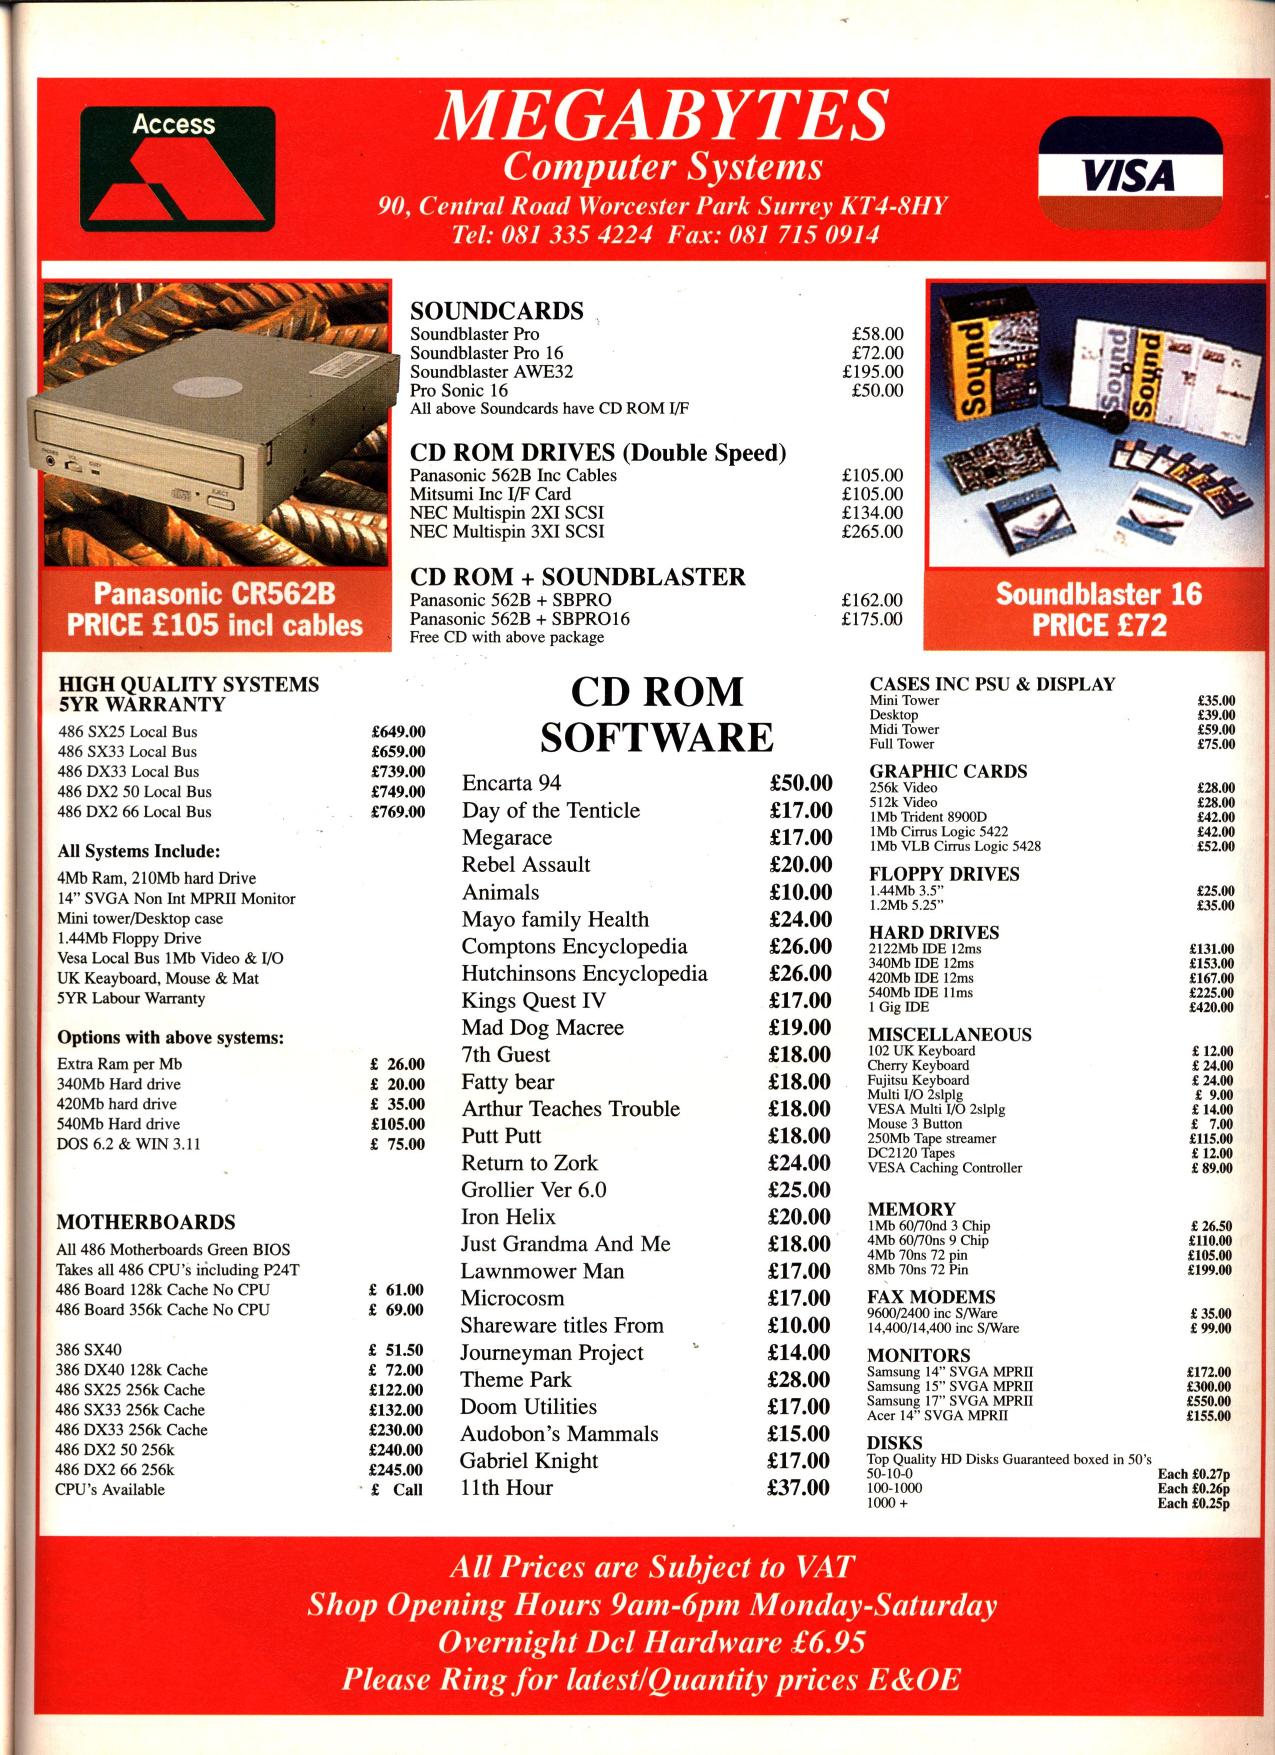 Access
MEGABYTES
Computer Systems
90, Central Road Worcester Park Surrey KT4-8HY
Tel: 081 335 4224 Fax: 081 715 0914
VISA
Panasonic CR562B
PRICE £105 incl cables
SOUNDCARDS
Soundblaster Pro £58.00
Soundblaster Pro 16 £72.00
Soundblaster AWE32 £195.00
Pro Sonic 16 £50.00
All above Soundcards have CD ROM I/F
CD ROM DRIVES (Double Speed)
Panasonic 562B Inc Cables £105.00
Mitsumi Inc I/F Card £105.00
NEC Multispin 2XI SCSI £134.00
NEC Multispin 3XI SCSI £265.00
CD ROM + SOUNDBLASTER
Panasonic 562B + SBPRO £162.00
Panasonic 562B + SBPRO16 £175.00
Free CD with above package
Sound
Sound
Sound
Soundblaster 16
PRICE £72
HIGH QUALITY SYSTEMS
5YR WARRANTY
486 SX25 Local Bus £649.00
486 SX33 Local Bus £659.00
486 DX33 Local Bus £739.00
486 DX2 50 Local Bus £749.00
486 DX2 66 Local Bus £769.00
All Systems Include:
4Mb Ram, 210Mb hard Drive
14" SVGA Non Int MPRII Monitor
Mini tower/Desktop case
1.44Mb Floppy Drive
Vesa Local Bus 1Mb Video & I/O
UK Keayboard, Mouse & Mat
5YR Labour Warranty
Options with above systems:
Extra Ram per Mb £ 26.00
340Mb Hard drive £ 20.00
420Mb hard drive £ 35.00
540Mb Hard drive £105.00
DOS 6.2 & WIN 3.11 £ 75.00
MOTHERBOARDS
All 486 Motherboards Green BIOS
Takes all 486 CPU's including P24T
486 Board 128k Cache No CPU £ 61.00
486 Board 356k Cache No CPU £ 69.00
386 SX40 £ 51.50
386 DX40 128k Cache £ 72.00
486 SX25 256k Cache £122.00
486 SX33 256k Cache £132.00
486 DX33 256k Cache £230.00
486 DX2 50 256k £240.00
486 DX2 66 256k £245.00
CPU's Available £ Call
CD ROM
SOFTWARE
Encarta 94 £50.00
Day of the Tenticle £17.00
Megarace £17.00
Rebel Assault £20.00
Animals £10.00
Mayo family Health £24.00
Comptons Encyclopedia £26.00
Hutchinsons Encyclopedia £26.00
Kings Quest IV £17.00
Mad Dog Macree £19.00
7th Guest £18.00
Fatty bear £18.00
Arthur Teaches Trouble £18.00
Putt Putt £18.00
Return to Zork £24.00
Grollier Ver 6.0 £25.00
Iron Helix £20.00
Just Grandma And Me £18.00
Lawnmower Man £17.00
Microcosm £17.00
Shareware titles From £10.00
Journeyman Project £14.00
Theme Park £28.00
Doom Utilities £17.00
Audobon's Mammals £15.00
Gabriel Knight £17.00
11th Hour £37.00
CASES INC PSU & DISPLAY
Mini Tower £35.00
Desktop £39.00
Midi Tower £59.00
Full Tower £75.00
GRAPHIC CARDS
256k Video £28.00
512k Video £28.00
1Mb Trident 8900D £42.00
1Mb Cirrus Logic 5422 £42.00
1Mb VLB Cirrus Logic 5428 £52.00
FLOPPY DRIVES
1.44Mb 3.5" £25.00
1.2Mb 5.25" £35.00
HARD DRIVES
2122Mb IDE 12ms £131.00
340Mb IDE 12ms £153.00
420Mb IDE 12ms £167.00
540Mb IDE 11ms £225.00
1 Gig IDE £420.00
MISCELLANEOUS
102 UK Keyboard £ 12.00
Cherry Keyboard £ 24.00
Fujitsu Keyboard £ 24.00
Multi I/O 2slplg £ 9.00
VESA Multi I/O 2slplg £ 14.00
Mouse 3 Button £ 7.00
250Mb Tape streamer £115.00
DC2120 Tapes £ 12.00
VESA Caching Controller £ 89.00
MEMORY
1Mb 60/70nd 3 Chip £ 26.50
4Mb 60/70ns 9 Chip £110.00
4Mb 70ns 72 pin £105.00
8Mb 70ns 72 Pin £199.00
FAX MODEMS
9600/2400 inc S/Ware £ 35.00
14,400/14,400 inc S/Ware £ 99.00
MONITORS
Samsung 14" SVGA MPRII £172.00
Samsung 15" SVGA MPRII £300.00
Samsung 17" SVGA MPRII £550.00
Acer 14" SVGA MPRII £155.00
DISKS
Top Quality HD Disks Guaranteed boxed in 50's
50-10-0 Each £0.27p
100-1000 Each £0.26p
1000 + Each £0.25p
All Prices are Subject to VAT
Shop Opening Hours 9am-6pm Monday-Saturday
Overnight Dcl Hardware £6.95
Please Ring for latest/Quantity prices E&OE